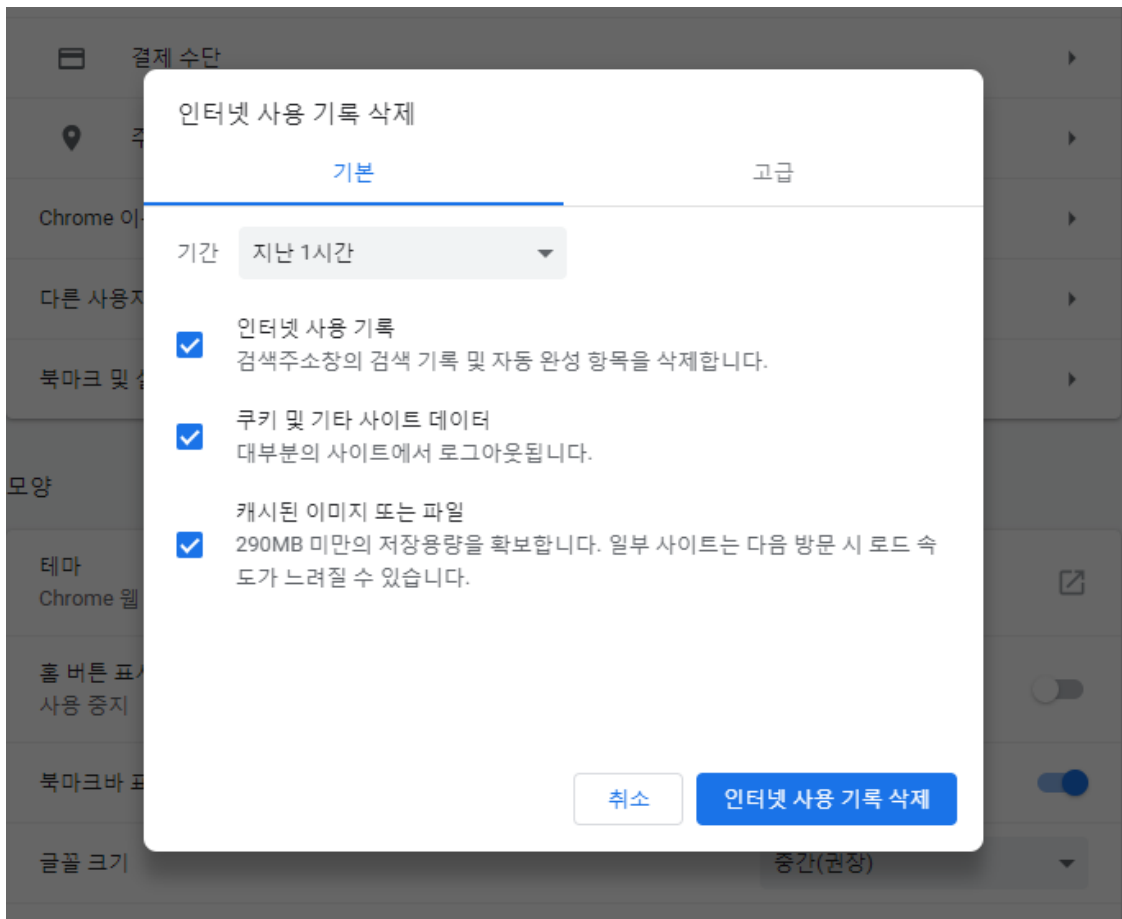 결제 수단
인터넷 사용 기록 삭제
기본
고급
Chrome
기간
지난 1시간
다른
인터넷 사용 기록
검색주소창의 검색 기록 및 자동 완성 항목을 삭제합니다.
북마크 및
쿠키 및 기타 사이트 데이터
대부분의 사이트에서 로그아웃됩니다.
모양
캐시된 이미지 또는 파일
290MB 미만의 저장용량을 확보합니다. 일부 사이트는 다음 방문 시 로드 속
도가 느려질 수 있습니다.
테마
Chrome 웹
홈 버튼
사용 중지
북마크바
취소
인터넷 사용 기록 삭제
글꼴 크기
중간(권장)